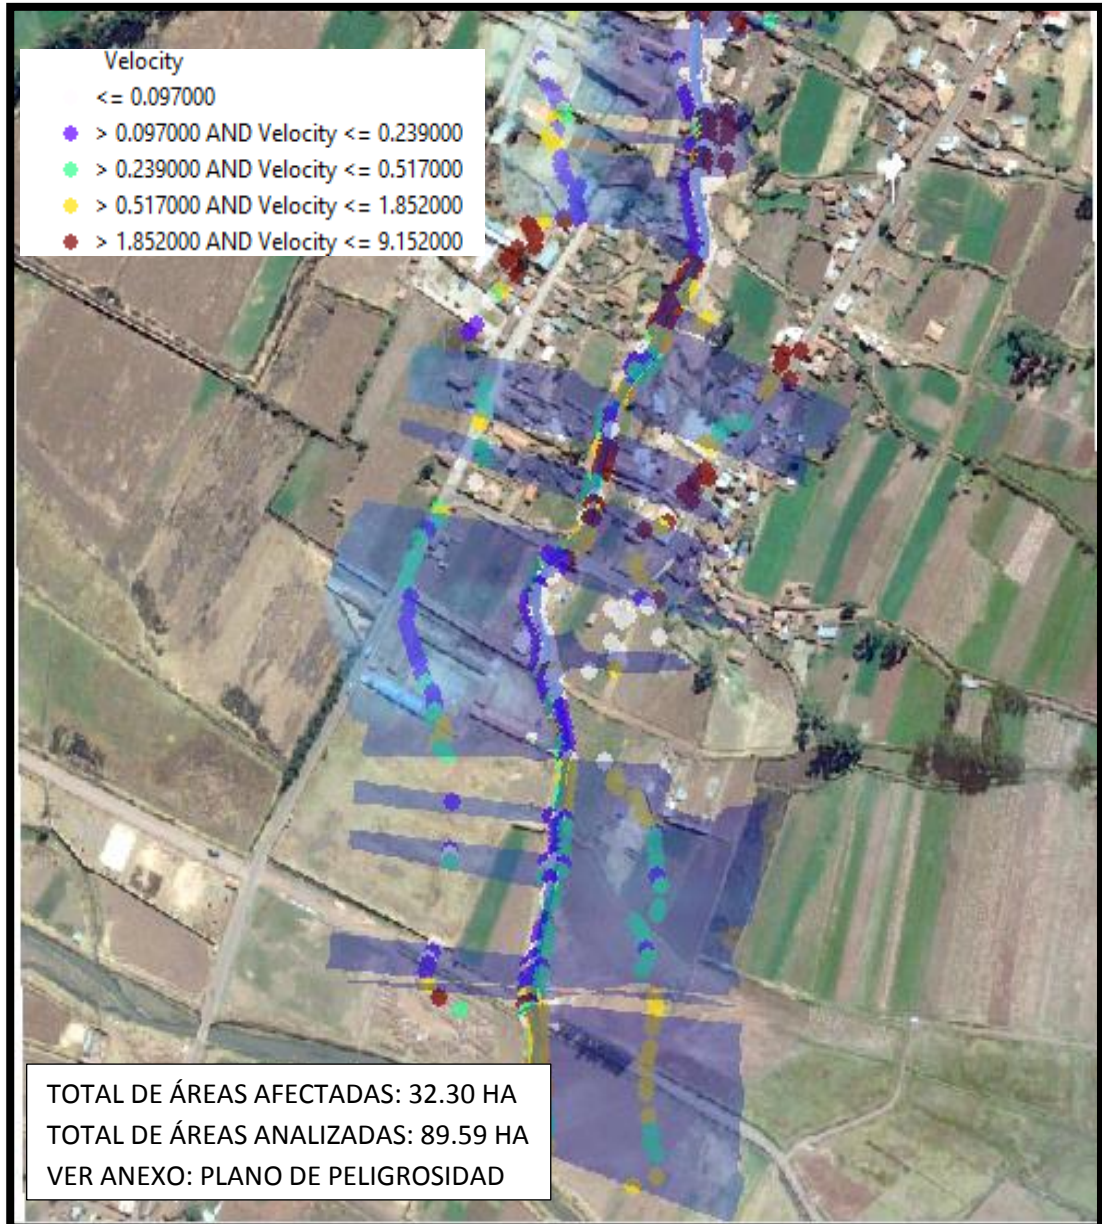 Velocity
<= 0.097000
> 0.097000 AND Velocity <= 0.239000
> 0.239000 AND Velocity <= 0.517000
> 0.517000 AND Velocity <= 1.852000
> 1.852000 AND Velocity <= 9.152000
TOTAL DE ÁREAS AFECTADAS: 32.30 HA
TOTAL DE ÁREAS ANALIZADAS: 89.59 HA
VER ANEXO: PLANO DE PELIGROSIDAD